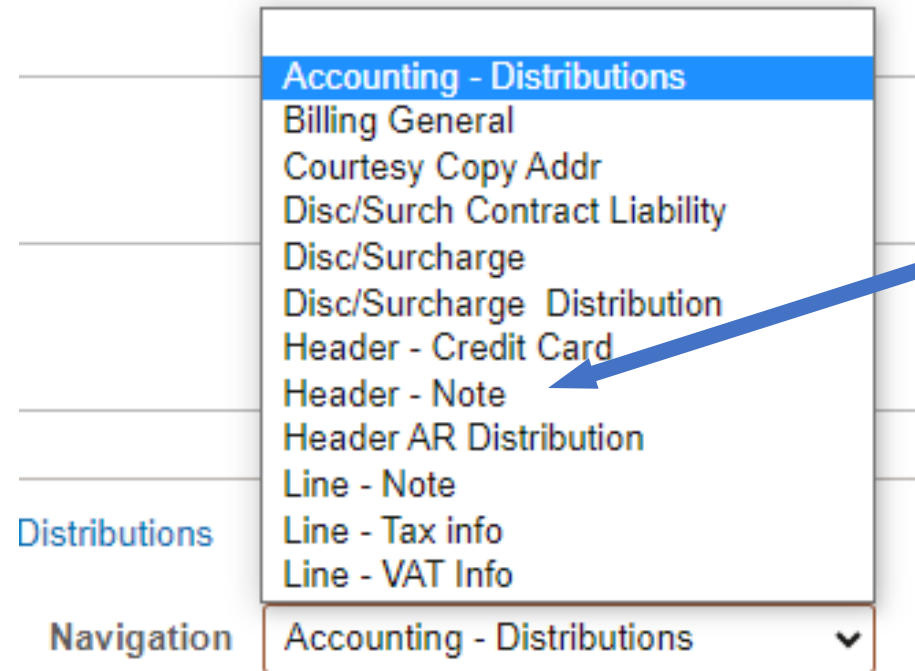 Accounting - Distributions
Billing General
Courtesy Copy Addr
Disc/Surch Contract Liability
Disc/Surcharge
Disc/Surcharge  Distribution
Header - Credit Card
Header - Note
Header AR Distribution
Line - Note
Line - Tax info
Line - VAT Info
Distributions
Navigation Accounting - Distributions